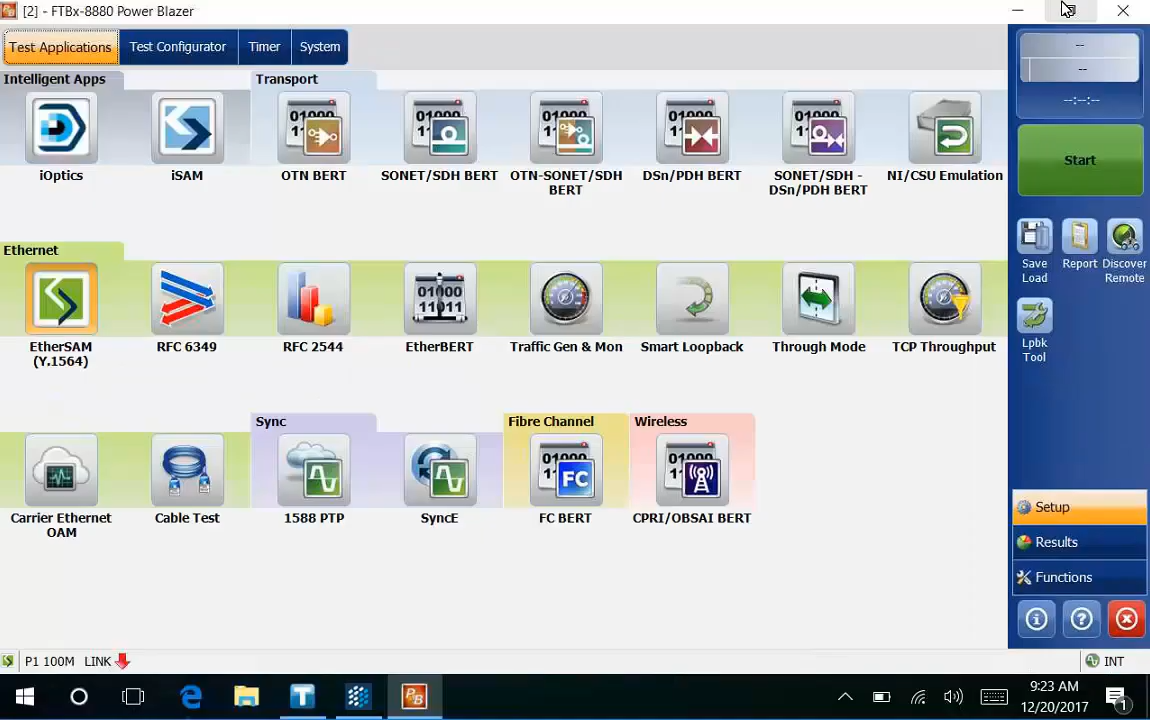 [2] - FTBx-8880 Power Blazer
Test Applications
Test Configurator
Timer
System
Intelligent Apps
Transport
iOptics
iSAM
OTN BERT
SONET/SDH BERT
OTN-SONET/SDH
BERT
DSn/PDH BERT
SONET/SDH -
DSn/PDH BERT
NI/CSU Emulation
Ethernet
EtherSAM
(Y.1564)
RFC 6349
RFC 2544
EtherBERT
Traffic Gen & Mon
Smart Loopback
Through Mode
TCP Throughput
Sync
Fibre Channel
Wireless
FC
Carrier Ethernet
OAM
Cable Test
1588 PTP
SyncE
FC BERT
CPRI/OBSAI BERT
--
--
--:--:--
Start
Save
Load
Report
Discover
Remote
Lpbk
Tool
Setup
Results
Functions
P1 100M LINK
INT
9:23 AM
12/20/2017
1